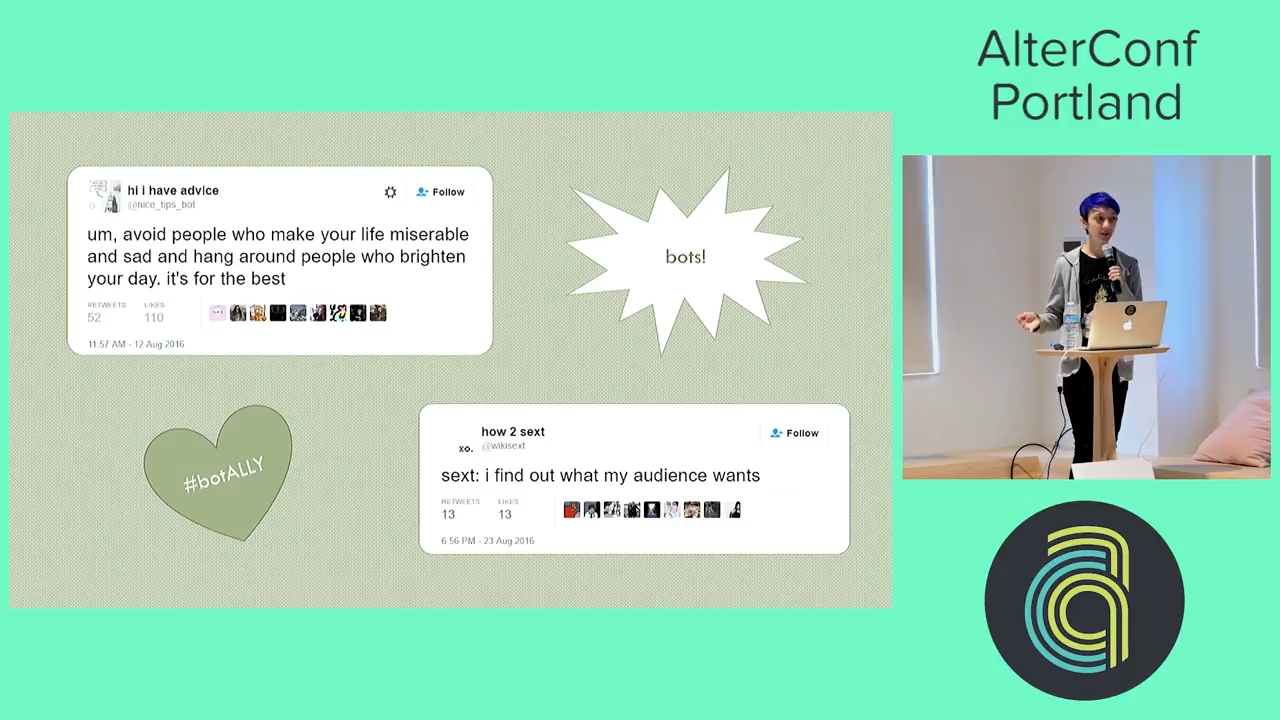 AlterConf
Portland
hi i have advice
@nice_tips_bot
Follow
um, avoid people who make your life miserable
and sad and hang around people who brighten
your day. it's for the best
RETWEETS LIKES
52 110
11:57 AM - 12 Aug 2016
bots!
#botALLY
xo.
how 2 sext
@wikisext
Follow
sext: i find out what my audience wants
RETWEETS LIKES
13 13
6:56 PM - 23 Aug 2016